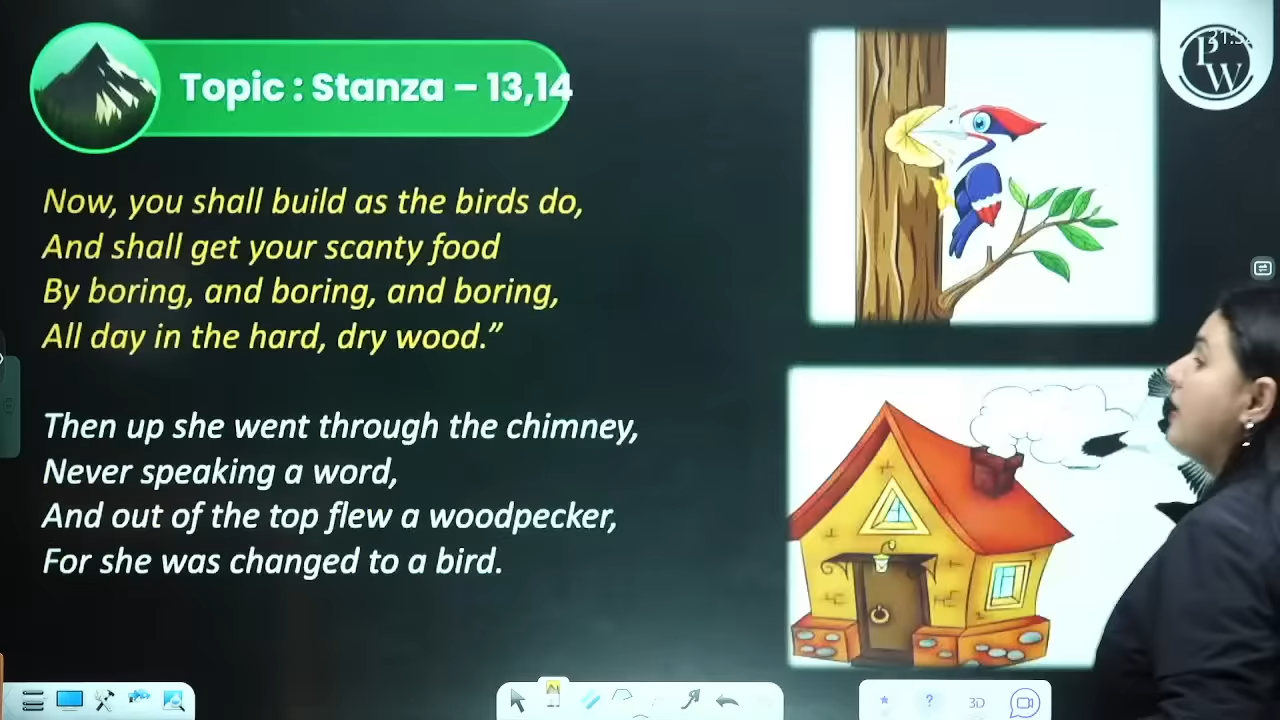 Topic : Stanza – 13,14
PW
Now, you shall build as the birds do,
And shall get your scanty food
By boring, and boring, and boring,
All day in the hard, dry wood.”
Then up she went through the chimney,
Never speaking a word,
And out of the top flew a woodpecker,
For she was changed to a bird.
?
3D